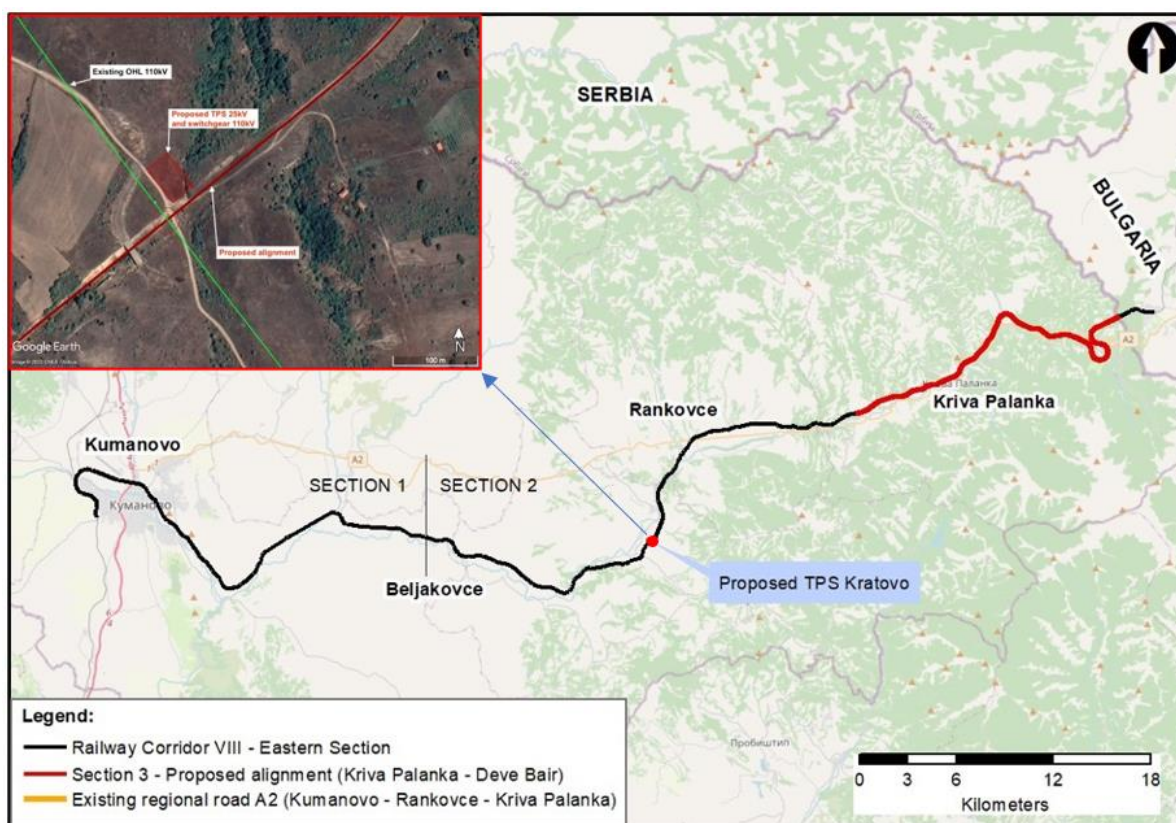 Existing OHL 110kV
Proposed TPS 25kV
and switchgear 110kV
Proposed alignment
Google Earth
100 m
N
SERBIA
Србија
BULGARIA
A2
Rankovce
Kriva Palanka
Kumanovo
Куманово
A2
SECTION 1
SECTION 2
Beljakovce
Proposed TPS Kratovo
Пробиштип
Legend:
Railway Corridor VIII - Eastern Section
Section 3 - Proposed alignment (Kriva Palanka - Deve Bair)
Existing regional road A2 (Kumanovo - Rankovce - Kriva Palanka)
0 3 6 12 18
Kilometers